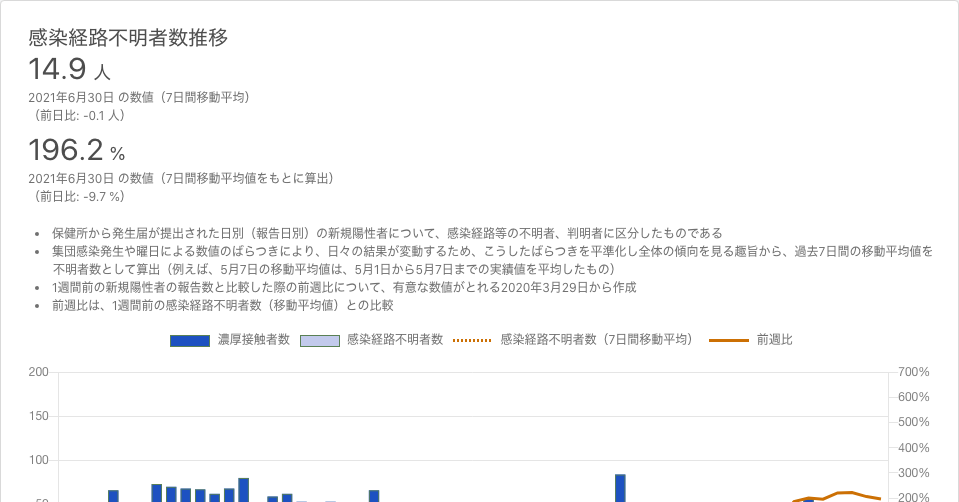 感染経路不明者数推移
14.9 人
2021年6月30日 の数値（7日間移動平均）
（前日比: -0.1 人）
196.2 %
2021年6月30日 の数値（7日間移動平均値をもとに算出）
（前日比: -9.7 %）
• 保健所から発生届が提出された日別（報告日別）の新規陽性者について、感染経路等の不明者、判明者に区分したものである
• 集団感染発生や曜日による数値のばらつきにより、日々の結果が変動するため、こうしたばらつきを平準化し全体の傾向を見る趣旨から、過去7日間の移動平均値を
不明者数として算出（例えば、5月7日の移動平均値は、5月1日から5月7日までの実績値を平均したもの）
• 1週間前の新規陽性者の報告数と比較した際の前週比について、有意な数値がとれる2020年3月29日から作成
• 前週比は、1週間前の感染経路不明者数（移動平均値）との比較
濃厚接触者数 感染経路不明者数 感染経路不明者数（7日間移動平均） 前週比
200 700%
600%
150 500%
400%
100
300%
50 200%